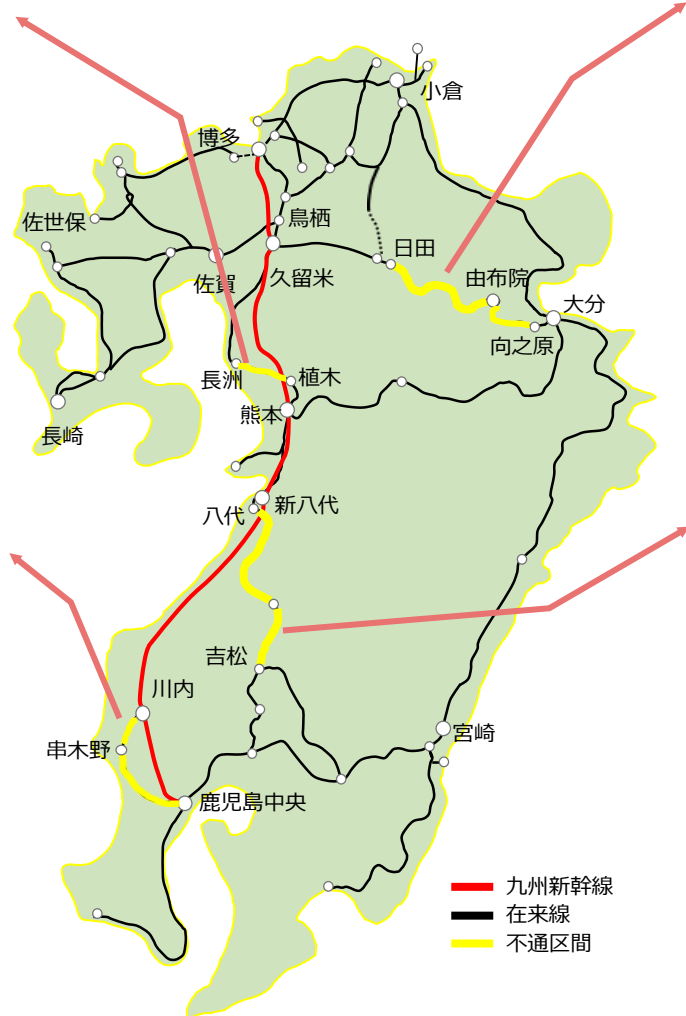 小倉
博多
鳥栖
佐世保
日田
佐賀
久留米
由布院
大分
向之原
長洲
植木
熊本
長崎
八代
新八代
吉松
川内
宮崎
串木野
鹿児島中央
九州新幹線
在来線
不通区間